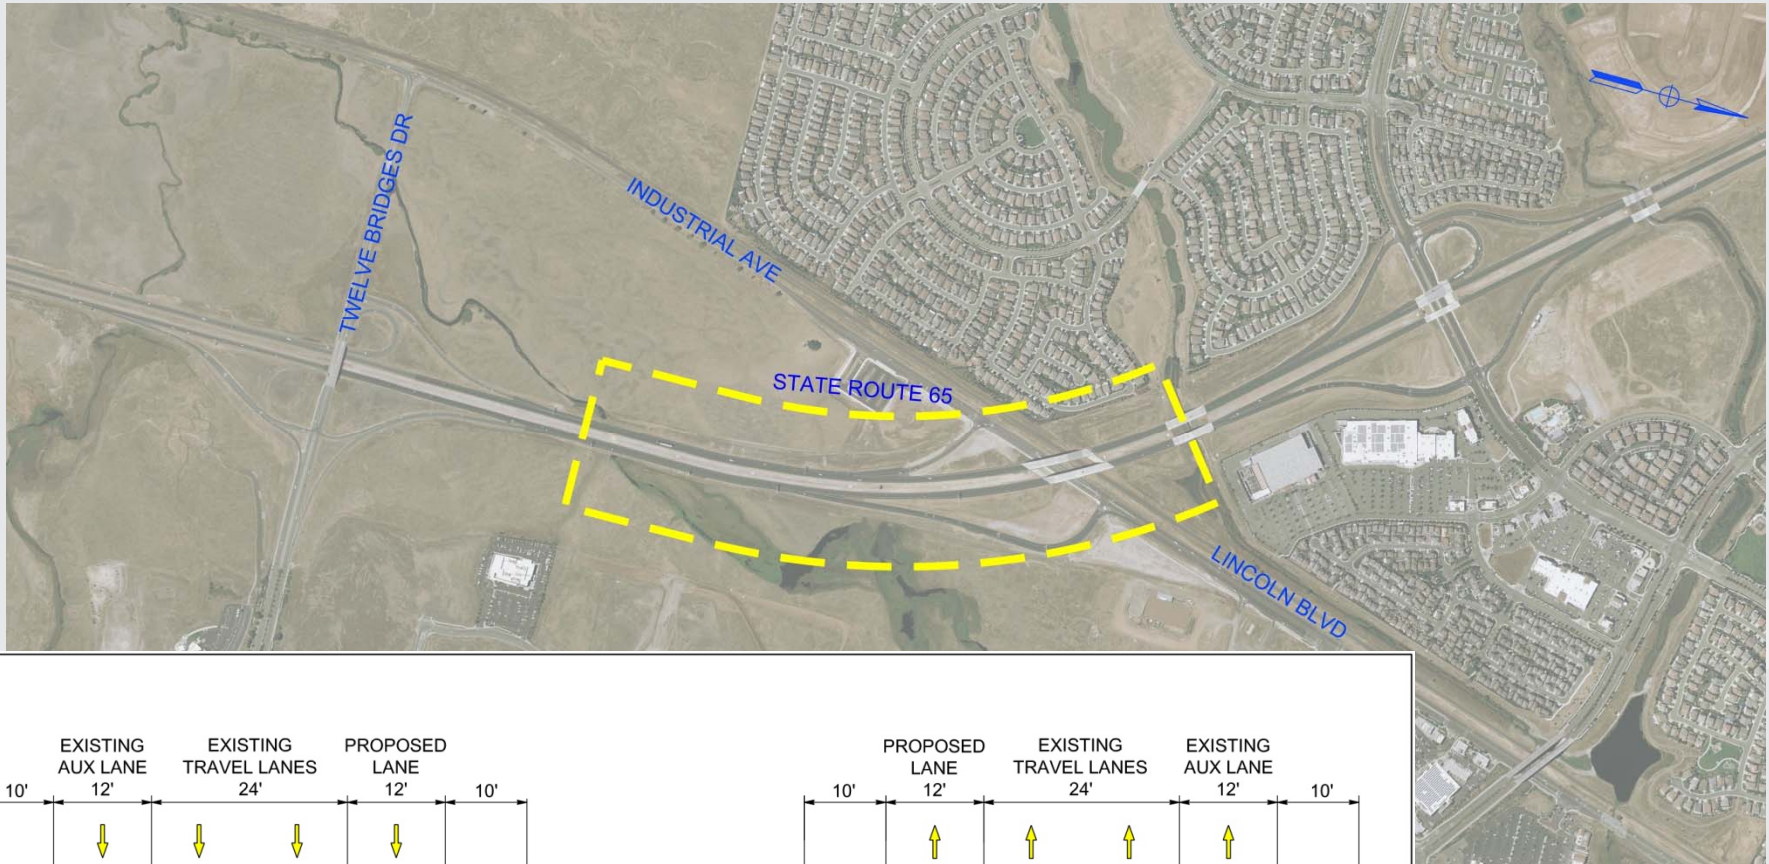 TWELVE BRIDGES DR
INDUSTRIAL AVE
STATE ROUTE 65
LINCOLN BLVD
EXISTING
AUX LANE
EXISTING
TRAVEL LANES
PROPOSED
LANE
PROPOSED
LANE
EXISTING
TRAVEL LANES
EXISTING
AUX LANE
10' 12' 24' 12' 10' 10' 12' 24' 12' 10'